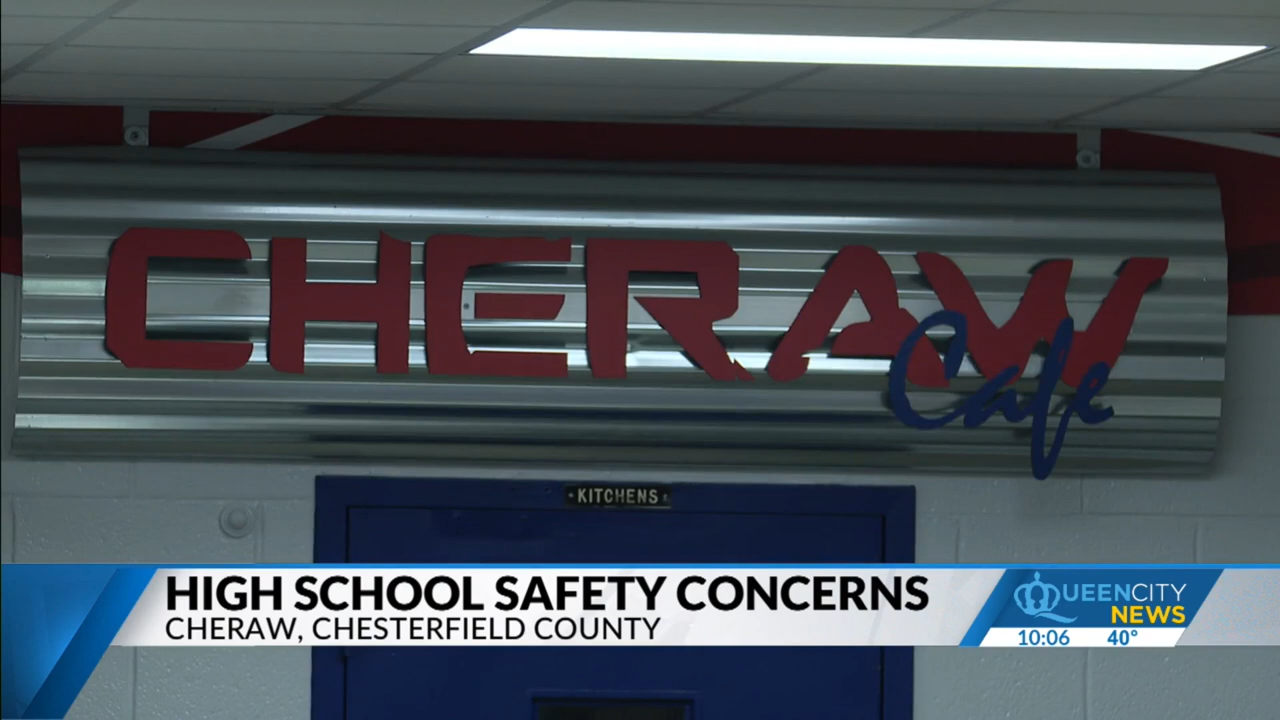 CHERAW
Cafe
KITCHENS
HIGH SCHOOL SAFETY CONCERNS
CHERAW, CHESTERFIELD COUNTY
QUEENCITY
NEWS
10:06 40°